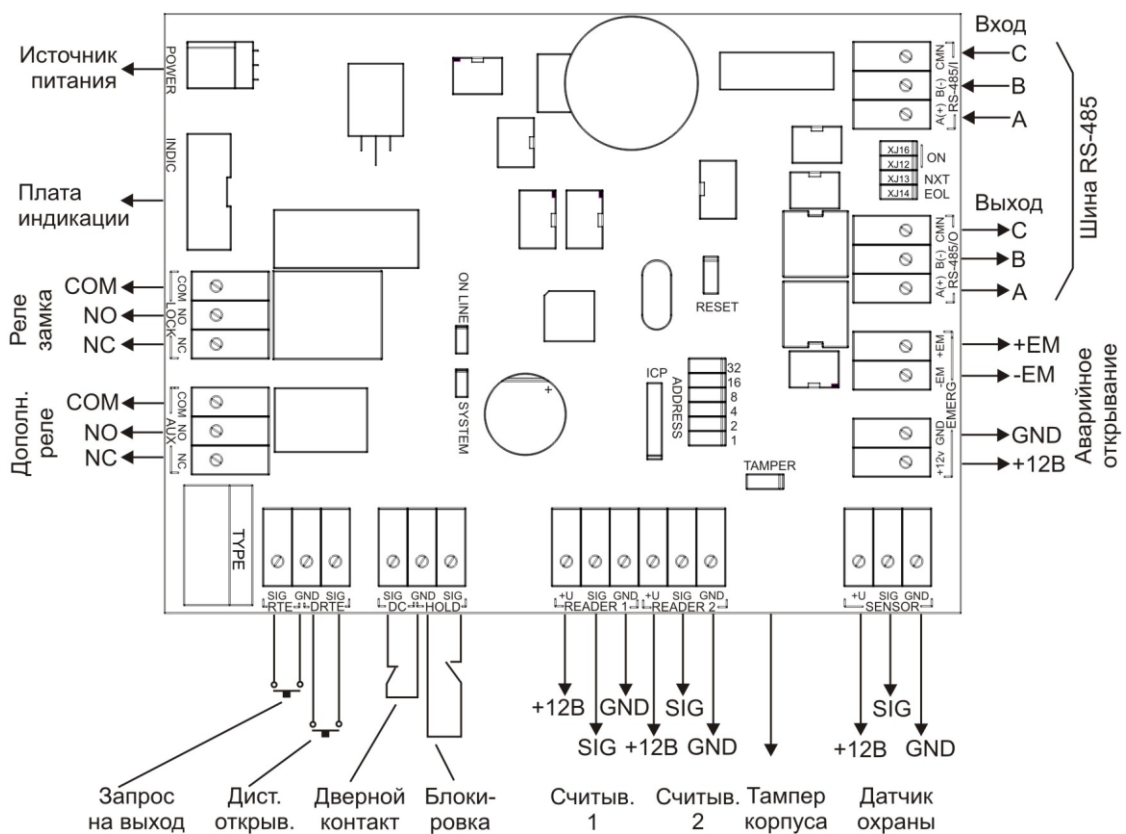 Источник
питания
POWER
INDIC
Плата
индикации
Реле
замка
COM
NO
NC
COM
NO
NC
LOCK
Дополн.
реле
COM
NO
NC
COM
NO
NC
AUX
TYPE
ON LINE
SYSTEM
+
ICP
ADDRESS
32
16
8
4
2
1
RESET
TAMPER
Вход
C
B
A
CMN
B(-)
A(+)
RS-485/I
XJ16
XJ12
XJ13
XJ14
ON
NXT
EOL
Шина RS-485
Выход
C
B
A
CMN
B(-)
A(+)
RS-485/O
+EM
-EM
GND
+12В
+EM
-EM
GND
+12v
EMERG
Аварийное
открывание
SIG GND SIG
RTE DRTE
SIG GND SIG
DC HOLD
+U SIG GND +U SIG GND
READER 1 READER 2
+U SIG GND
SENSOR
+12В GND SIG
SIG +12В GND
SIG
+12В GND
Запрос
на выход
Дист.
открыв.
Дверной
контакт
Блоки-
ровка
Считыв.
1
Считыв.
2
Тампер
корпуса
Датчик
охраны